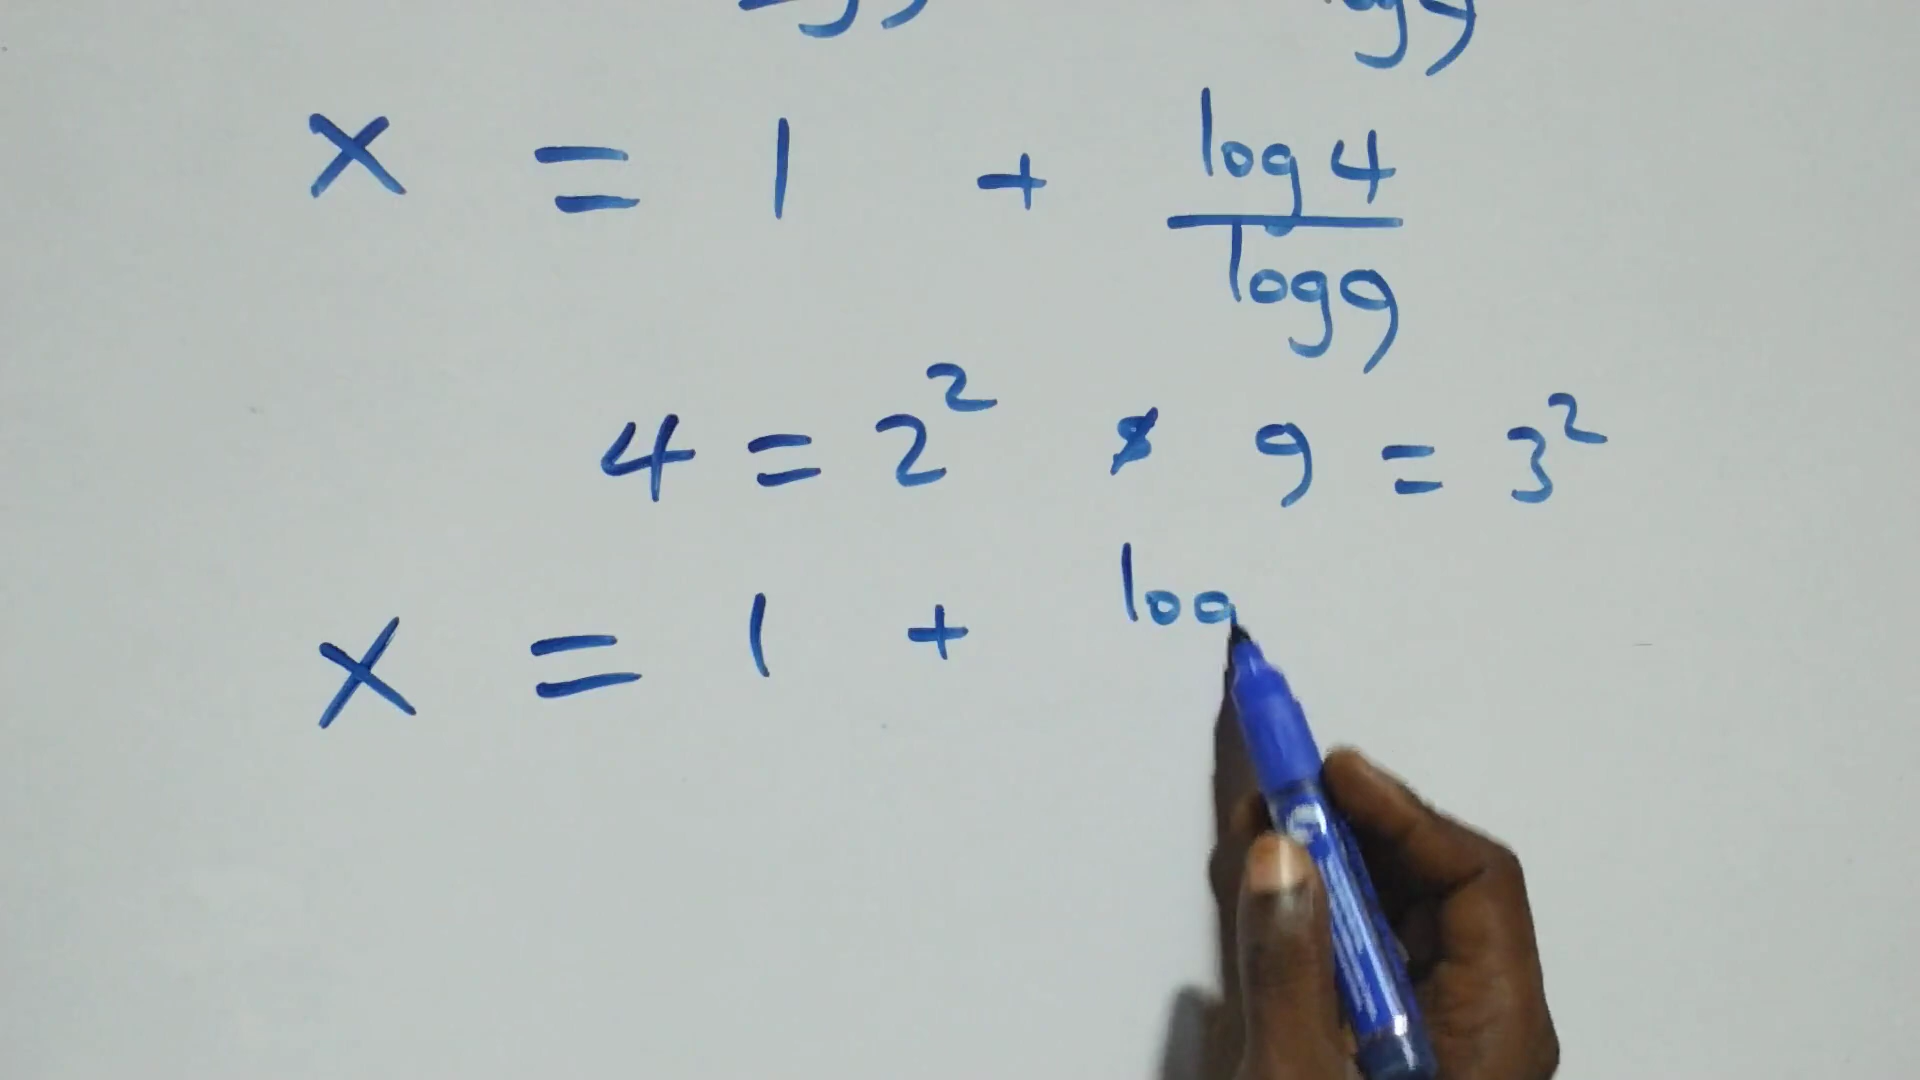 x = 1 + log 4 / log 9
4 = 2² & 9 = 3²
x = 1 + log